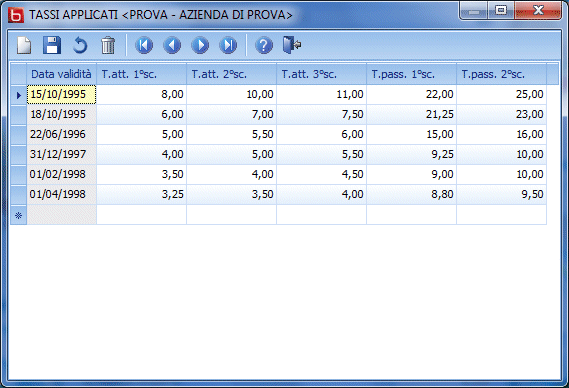 TASSI APPLICATI <PROVA - AZIENDA DI PROVA>
Data validità T.att. 1°sc. T.att. 2°sc. T.att. 3°sc. T.pass. 1°sc. T.pass. 2°sc.
15/10/1995 8,00 10,00 11,00 22,00 25,00
18/10/1995 6,00 7,00 7,50 21,25 23,00
22/06/1996 5,00 5,50 6,00 15,00 16,00
31/12/1997 4,00 5,00 5,50 9,25 10,00
01/02/1998 3,50 4,00 4,50 9,00 10,00
01/04/1998 3,25 3,50 4,00 8,80 9,50